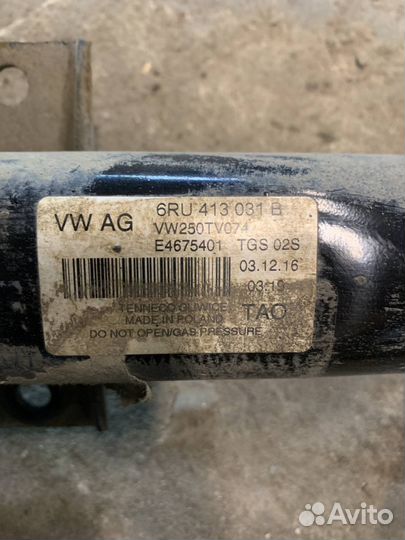 VW AG
6RU 413 031 B
VW250TV074
E4675401 TGS 02S
03.12.16
03:19
TENNECO GLIWICE
MADE IN POLAND
TAO
DO NOT OPEN/GAS PRESSURE
Avito